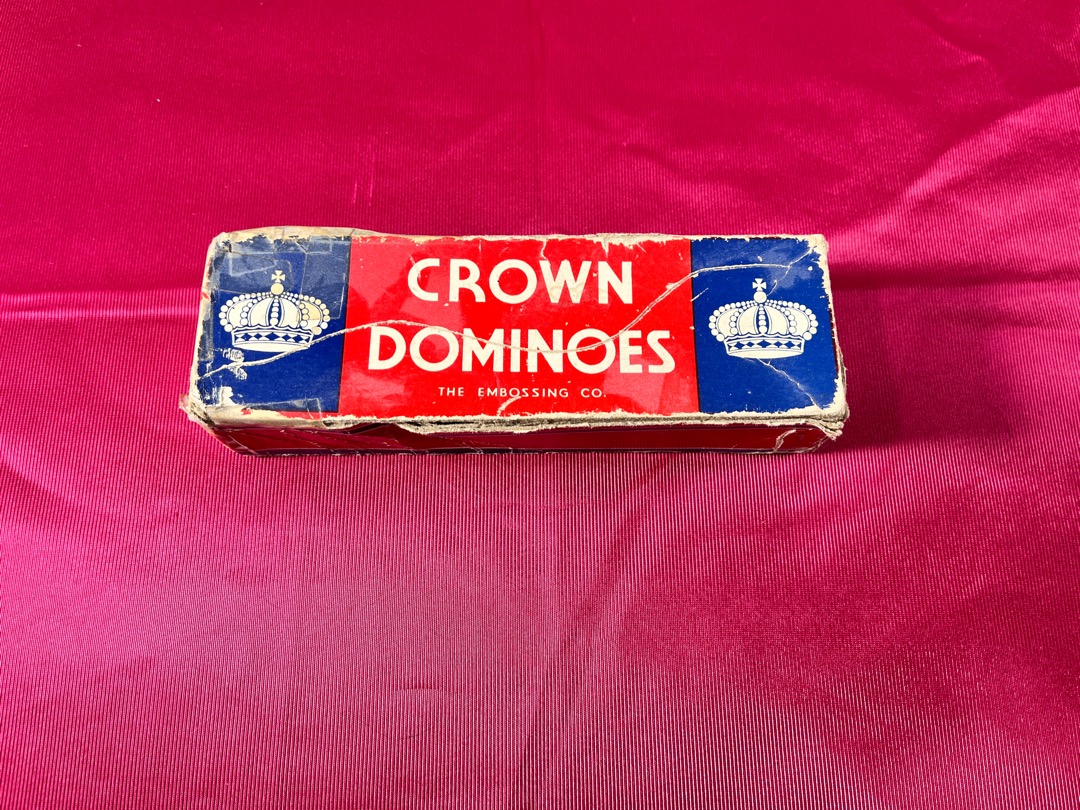 CROWN
DOMINOES
THE EMBOSSING CO.